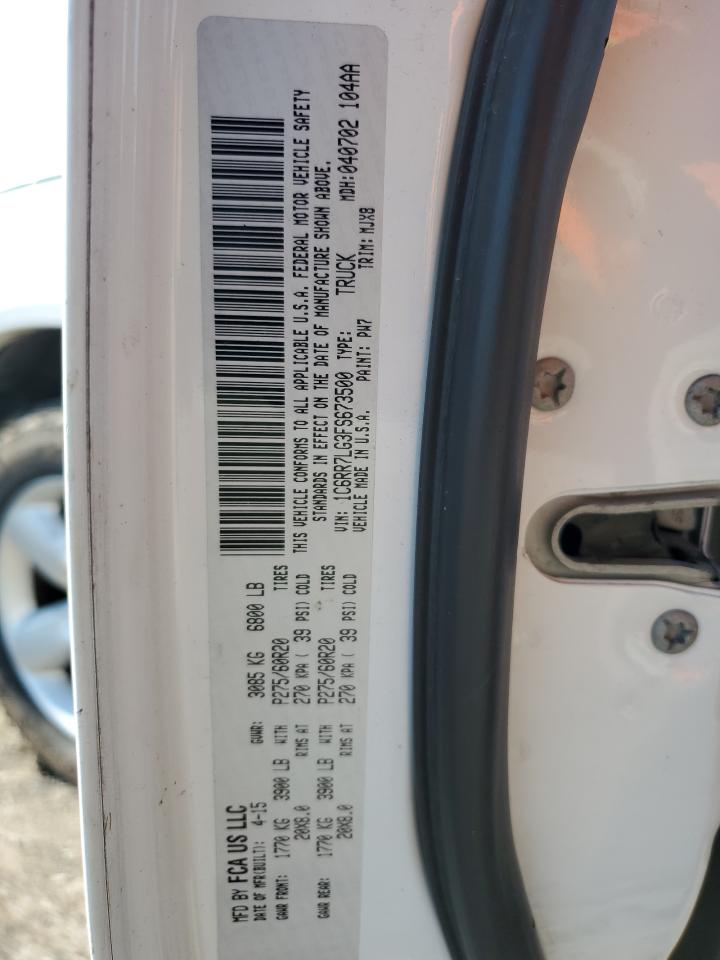 MFD BY FCA US LLC
DATE OF MFR(BUILT): 4-15 GVWR: 3085 KG 6800 LB
GAWR FRONT: 1770 KG 3900 LB WITH P275/60R20 TIRES
20X8.0 RIMS AT 270 KPA ( 39 PSI) COLD
GAWR REAR: 1770 KG 3900 LB WITH P275/60R20 TIRES
20X8.0 RIMS AT 270 KPA ( 39 PSI) COLD
THIS VEHICLE CONFORMS TO ALL APPLICABLE U.S.A. FEDERAL MOTOR VEHICLE SAFETY
STANDARDS IN EFFECT ON THE DATE OF MANUFACTURE SHOWN ABOVE.
VIN: 1C6RR7LG3FS673500 TYPE: TRUCK MDH:040702 104AA
VEHICLE MADE IN U.S.A. PAINT: PW7 TRIM: MJX8